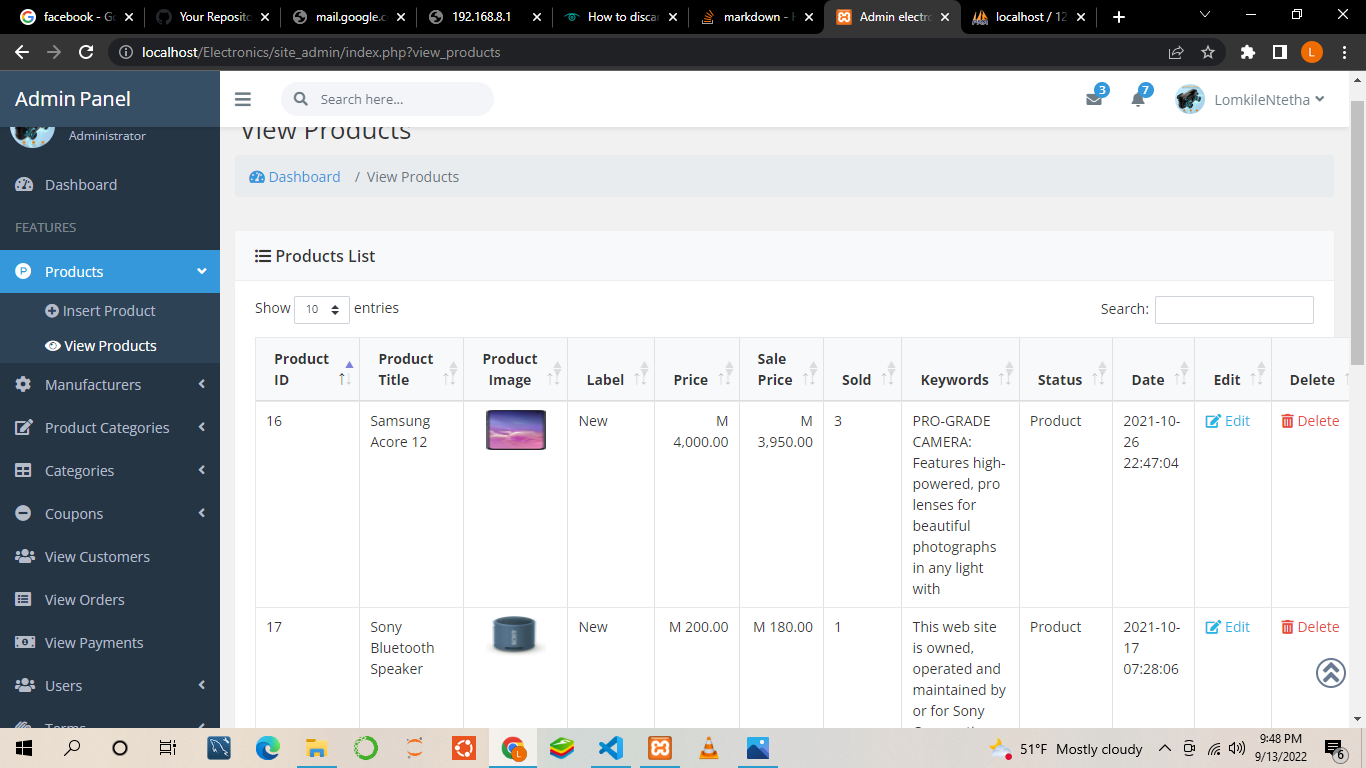 facebook - G
Your Reposito
mail.google.c
192.168.8.1
How to discar
markdown - H
Admin electro
localhost / 12
localhost/Electronics/site_admin/index.php?view_products
L
Admin Panel
Search here...
3
7
LomkileNtetha
Administrator
View Products
Dashboard / View Products
Dashboard
FEATURES
P Products
Insert Product
View Products
Manufacturers
Product Categories
Categories
Coupons
View Customers
View Orders
View Payments
Users
Terms
Products List
Show 10 entries
Search:
Product ID
Product Title
Product Image
Label
Price
Sale Price
Sold
Keywords
Status
Date
Edit
Delete
16
Samsung
Acore 12
New
M
4,000.00
M
3,950.00
3
PRO-GRADE
CAMERA:
Features high-
powered, pro
lenses for
beautiful
photographs
in any light
with
Product
2021-10-
26
22:47:04
Edit
Delete
17
Sony
Bluetooth
Speaker
SONY
New
M 200.00
M 180.00
1
This web site
is owned,
operated and
maintained by
or for Sony
Product
2021-10-
17
07:28:06
Edit
Delete
51°F Mostly cloudy
9:48 PM
9/13/2022
6